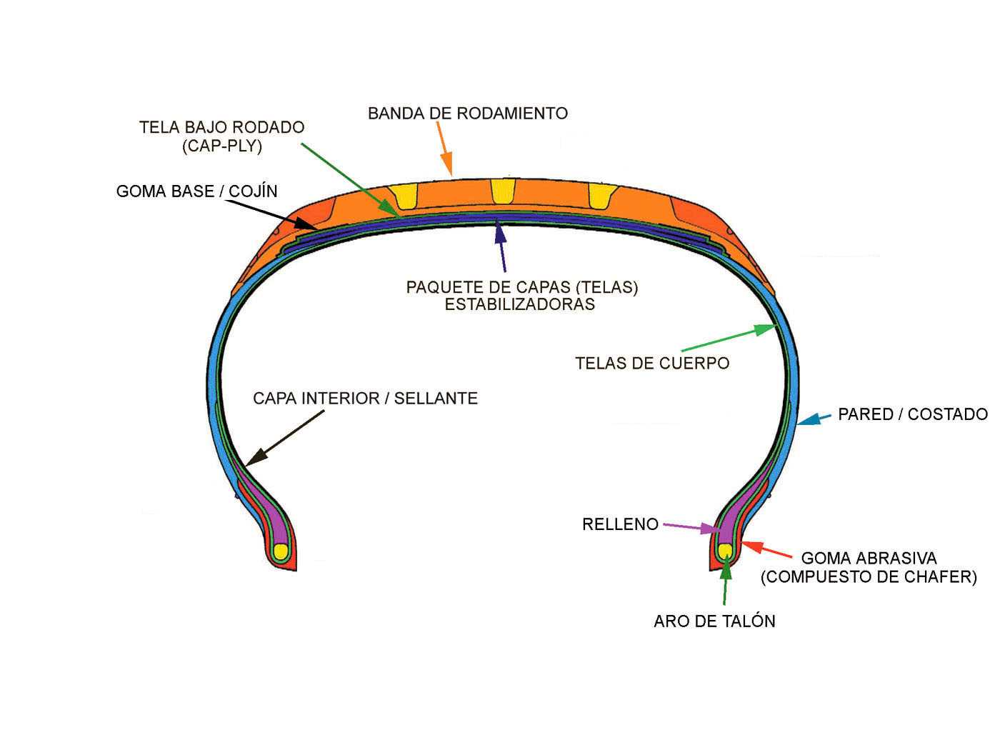 BANDA DE RODAMIENTO
TELA BAJO RODADO
(CAP-PLY)
GOMA BASE / COJÍN
PAQUETE DE CAPAS (TELAS)
ESTABILIZADORAS
TELAS DE CUERPO
CAPA INTERIOR / SELLANTE
PARED / COSTADO
RELLENO
GOMA ABRASIVA
(COMPUESTO DE CHAFER)
ARO DE TALÓN